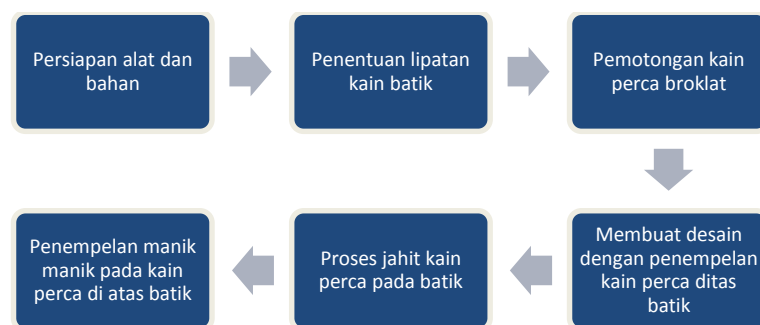 Persiapan alat dan
bahan
Penentuan lipatan
kain batik
Pemotongan kain
perca broklat
Membuat desain
dengan penempelan
kain perca ditas
batik
Proses jahit kain
perca pada batik
Penempelan manik
manik pada kain
perca di atas batik